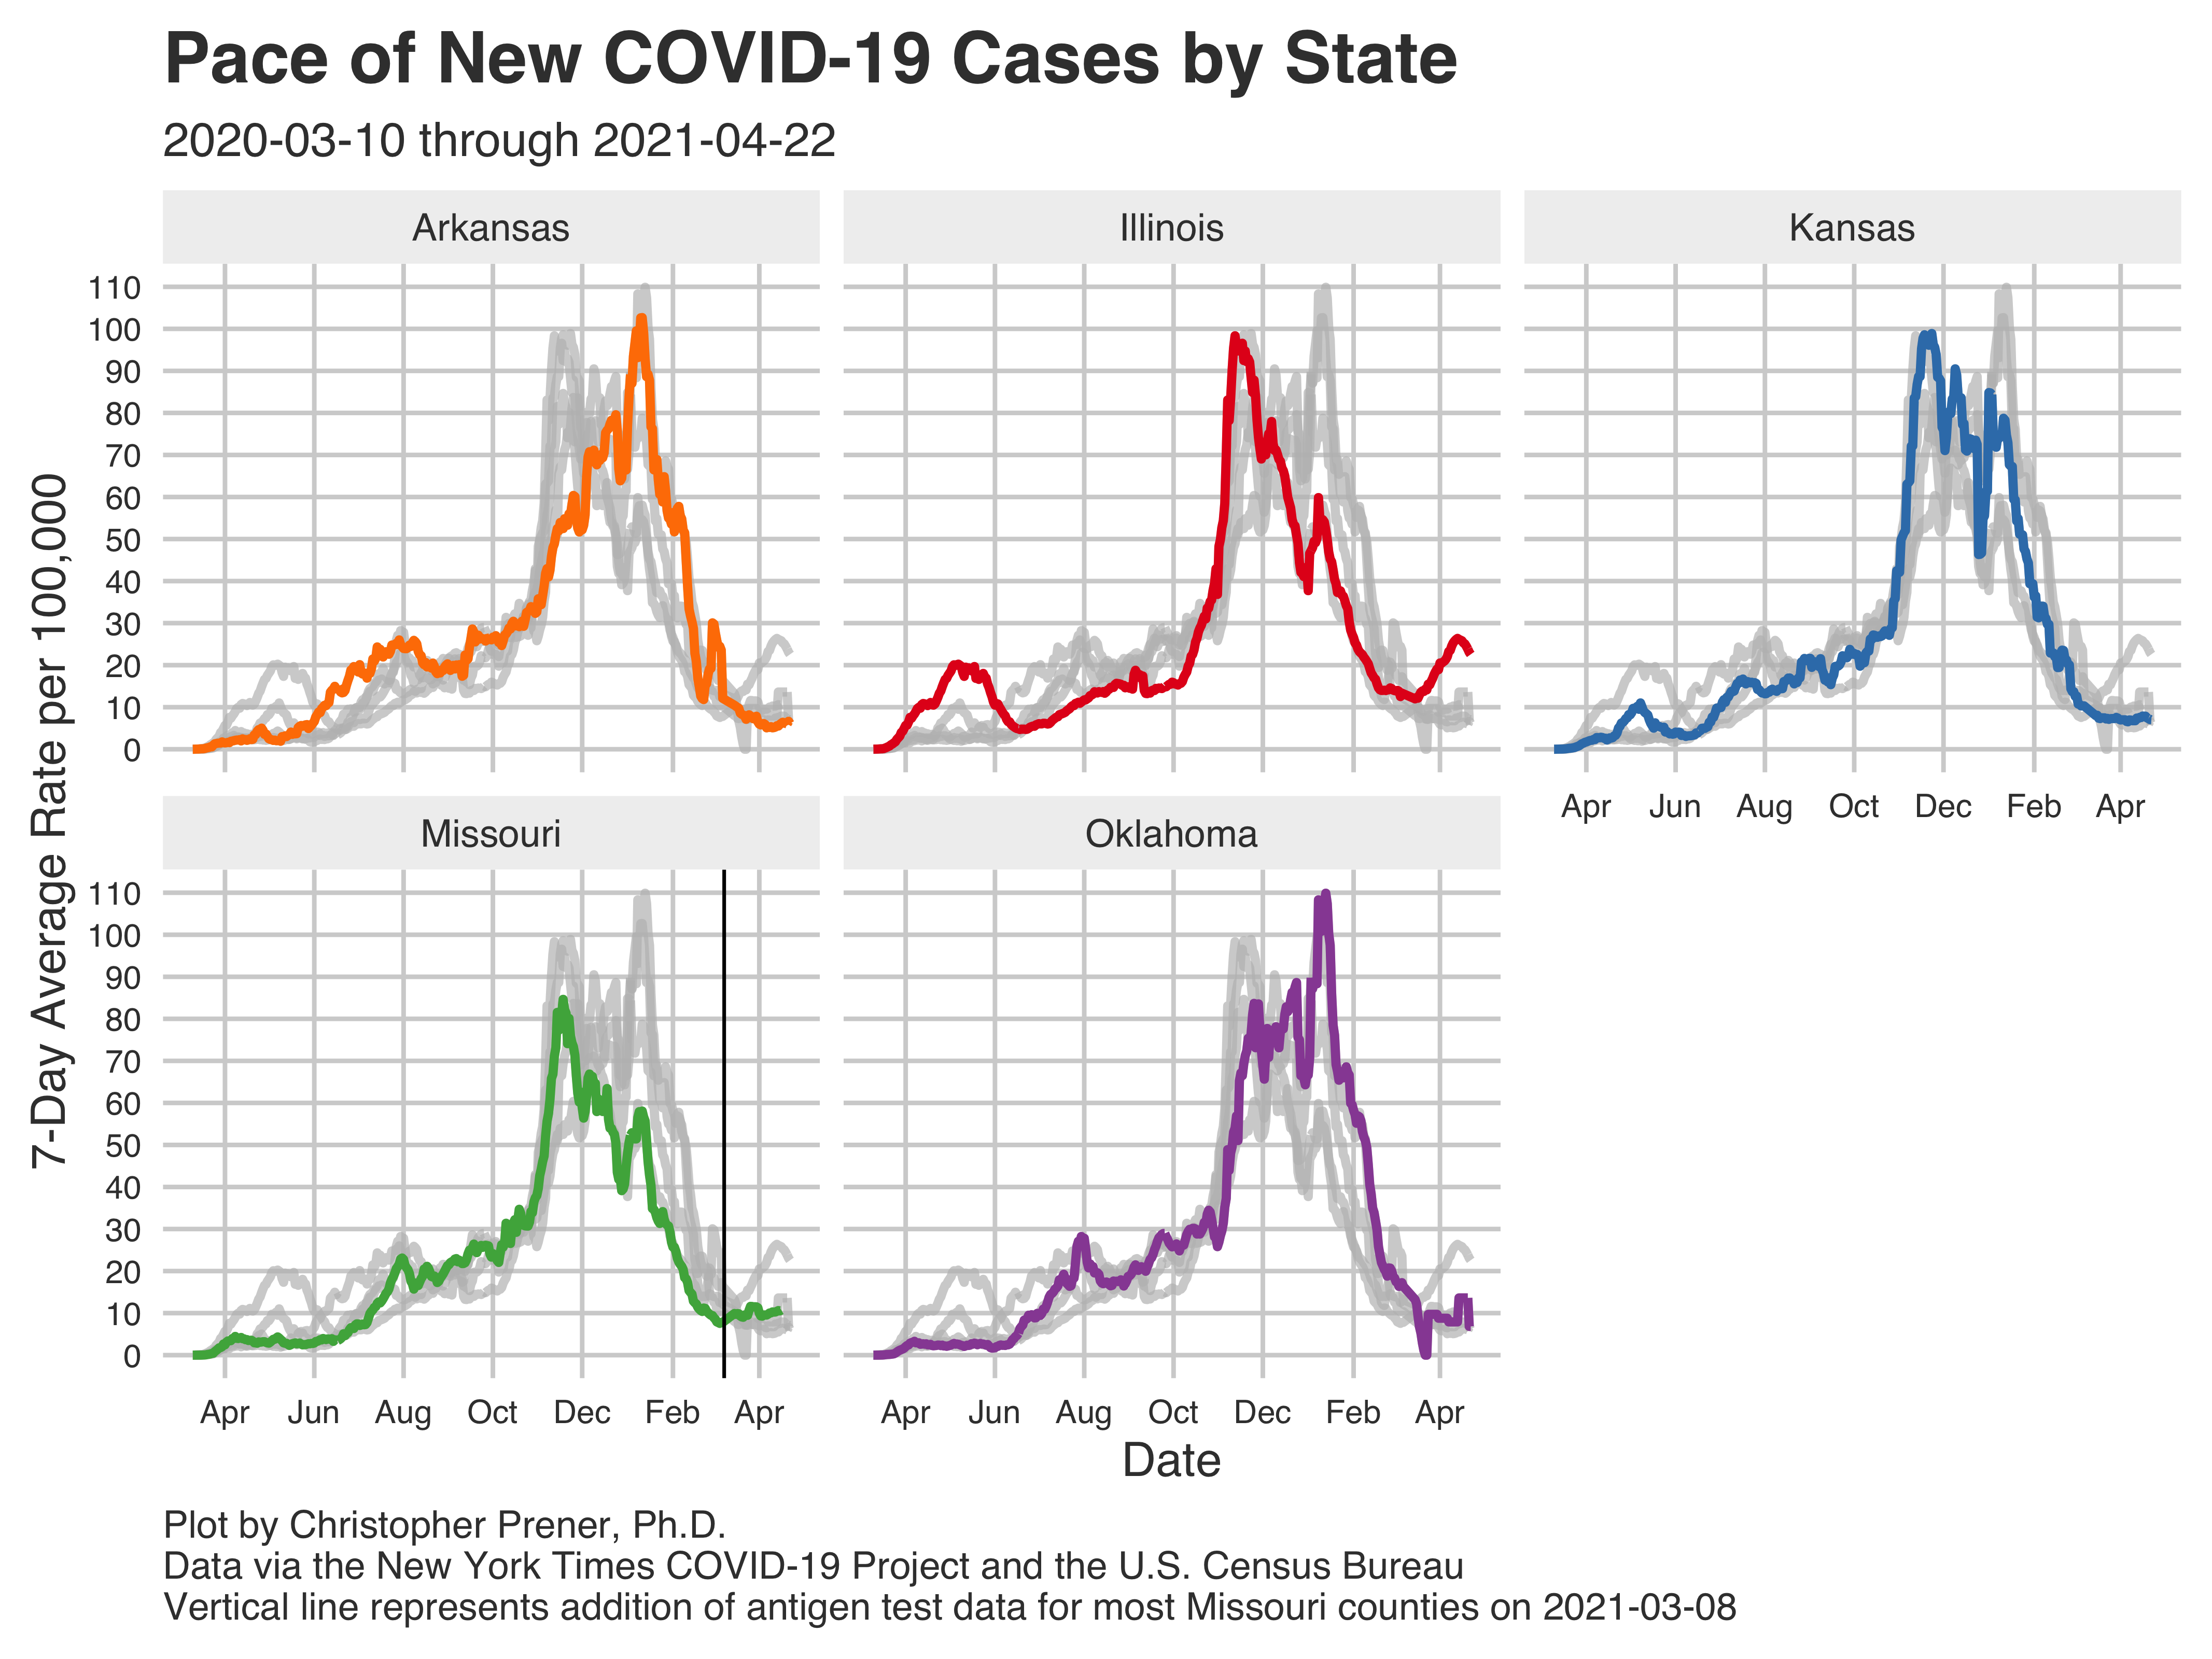 Pace of New COVID-19 Cases by State
2020-03-10 through 2021-04-22
Arkansas
Illinois
Kansas
110
100
90
80
70
60
50
40
30
20
10
0
Apr Jun Aug Oct Dec Feb Apr
7-Day Average Rate per 100,000
Missouri
Oklahoma
110
100
90
80
70
60
50
40
30
20
10
0
Apr Jun Aug Oct Dec Feb Apr
Apr Jun Aug Oct Dec Feb Apr
Date
Plot by Christopher Prener, Ph.D.
Data via the New York Times COVID-19 Project and the U.S. Census Bureau
Vertical line represents addition of antigen test data for most Missouri counties on 2021-03-08